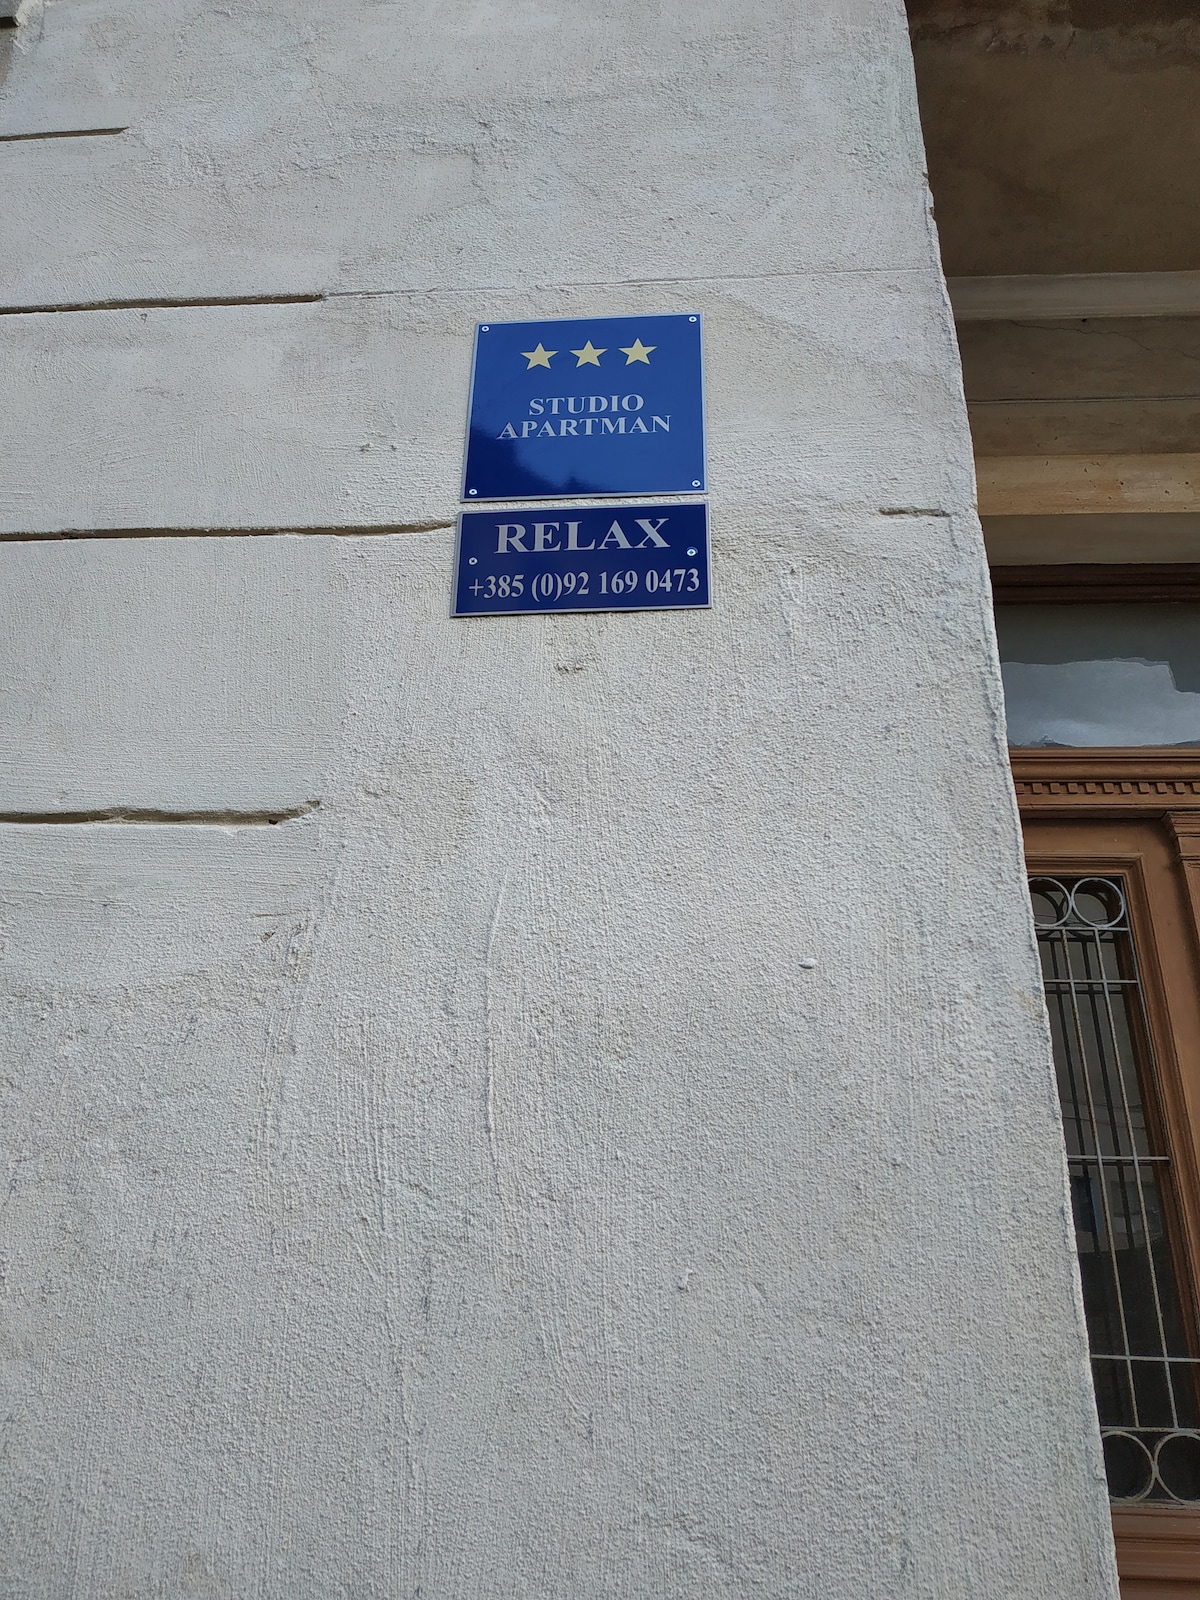 STUDIO
APARTMAN
RELAX
+385 (0)92 169 0473